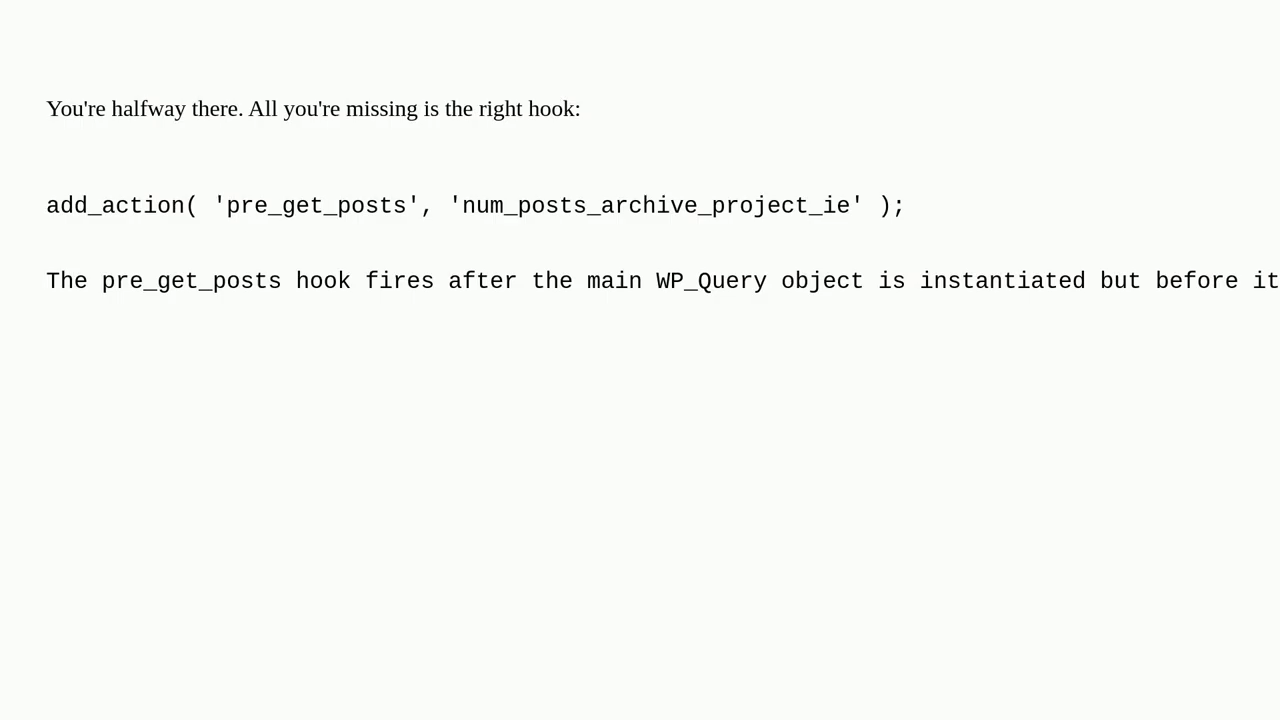 You're halfway there. All you're missing is the right hook:
add_action( 'pre_get_posts', 'num_posts_archive_project_ie' );
The pre_get_posts hook fires after the main WP_Query object is instantiated but before it